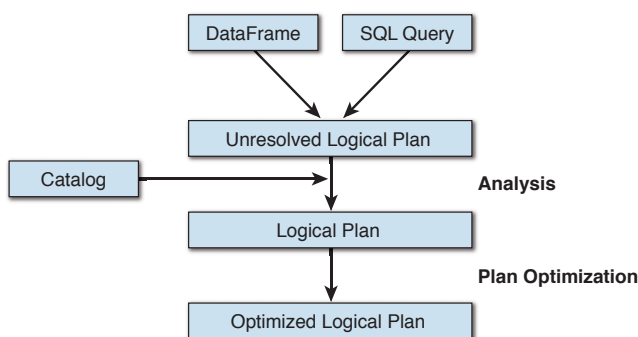 DataFrame
SQL Query
Unresolved Logical Plan
Catalog
Analysis
Logical Plan
Plan Optimization
Optimized Logical Plan